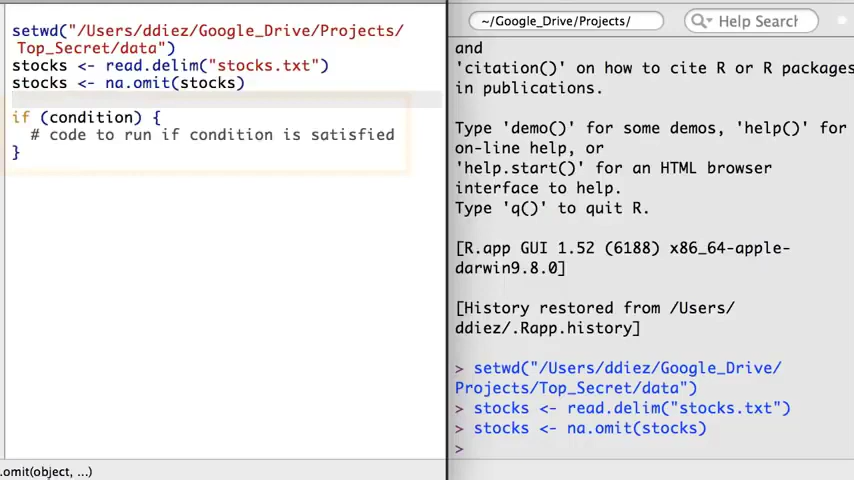 setwd("/Users/ddiez/Google_Drive/Projects/
Top_Secret/data")
stocks <- read.delim("stocks.txt")
stocks <- na.omit(stocks)
if (condition) {
# code to run if condition is satisfied
}
.omit(object, ...)
~/Google_Drive/Projects/
Help Search
and
'citation()' on how to cite R or R packages
in publications.
Type 'demo()' for some demos, 'help()' for
on-line help, or
'help.start()' for an HTML browser
interface to help.
Type 'q()' to quit R.
[R.app GUI 1.52 (6188) x86_64-apple-
darwin9.8.0]
[History restored from /Users/
ddiez/.Rapp.history]
> setwd("/Users/ddiez/Google_Drive/
Projects/Top_Secret/data")
> stocks <- read.delim("stocks.txt")
> stocks <- na.omit(stocks)
>